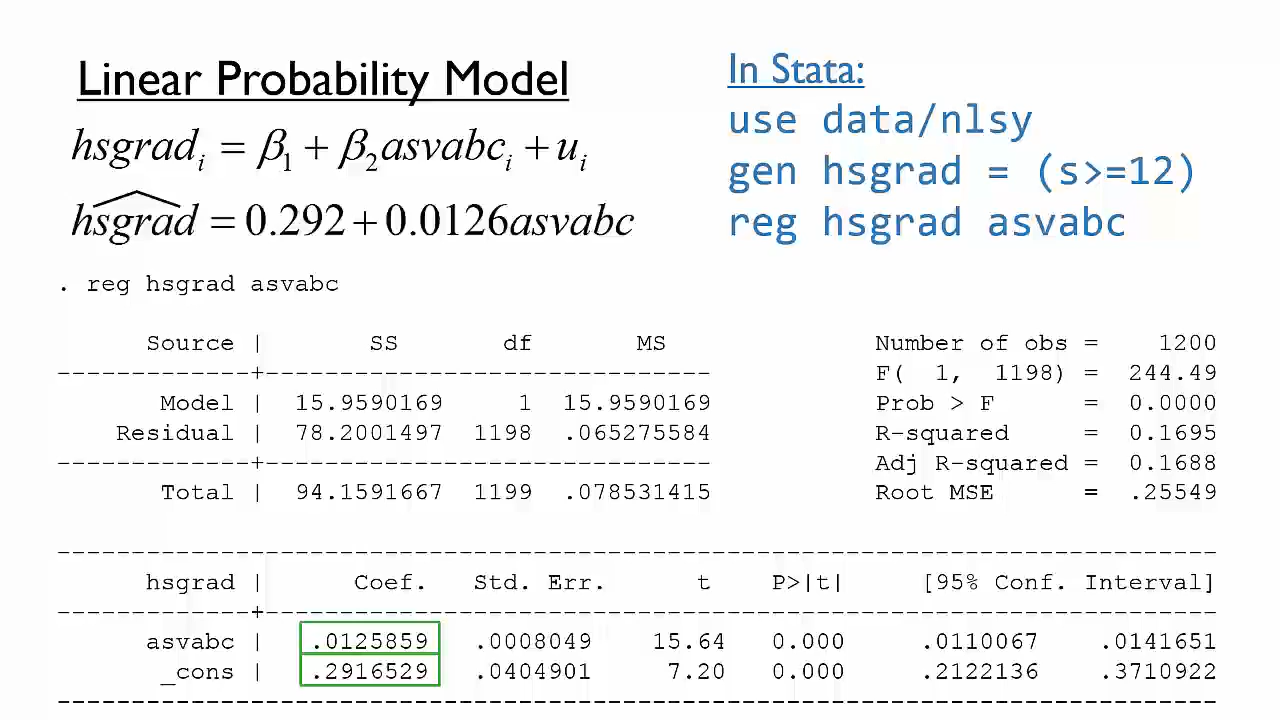 Linear Probability Model
hsgrad_i = β_1 + β_2 asvabc_i + u_i
\widehat{hsgrad} = 0.292 + 0.0126asvabc
In Stata:
use data/nlsy
gen hsgrad = (s>=12)
reg hsgrad asvabc
. reg hsgrad asvabc
Source | SS df MS Number of obs = 1200
-------------+------------------------------ F( 1, 1198) = 244.49
Model | 15.9590169 1 15.9590169 Prob > F = 0.0000
Residual | 78.2001497 1198 .065275584 R-squared = 0.1695
-------------+------------------------------ Adj R-squared = 0.1688
Total | 94.1591667 1199 .078531415 Root MSE = .25549
------------------------------------------------------------------------------
hsgrad | Coef. Std. Err. t P>|t| [95% Conf. Interval]
-------------+----------------------------------------------------------------
asvabc | .0125859 .0008049 15.64 0.000 .0110067 .0141651
_cons | .2916529 .0404901 7.20 0.000 .2122136 .3710922
------------------------------------------------------------------------------